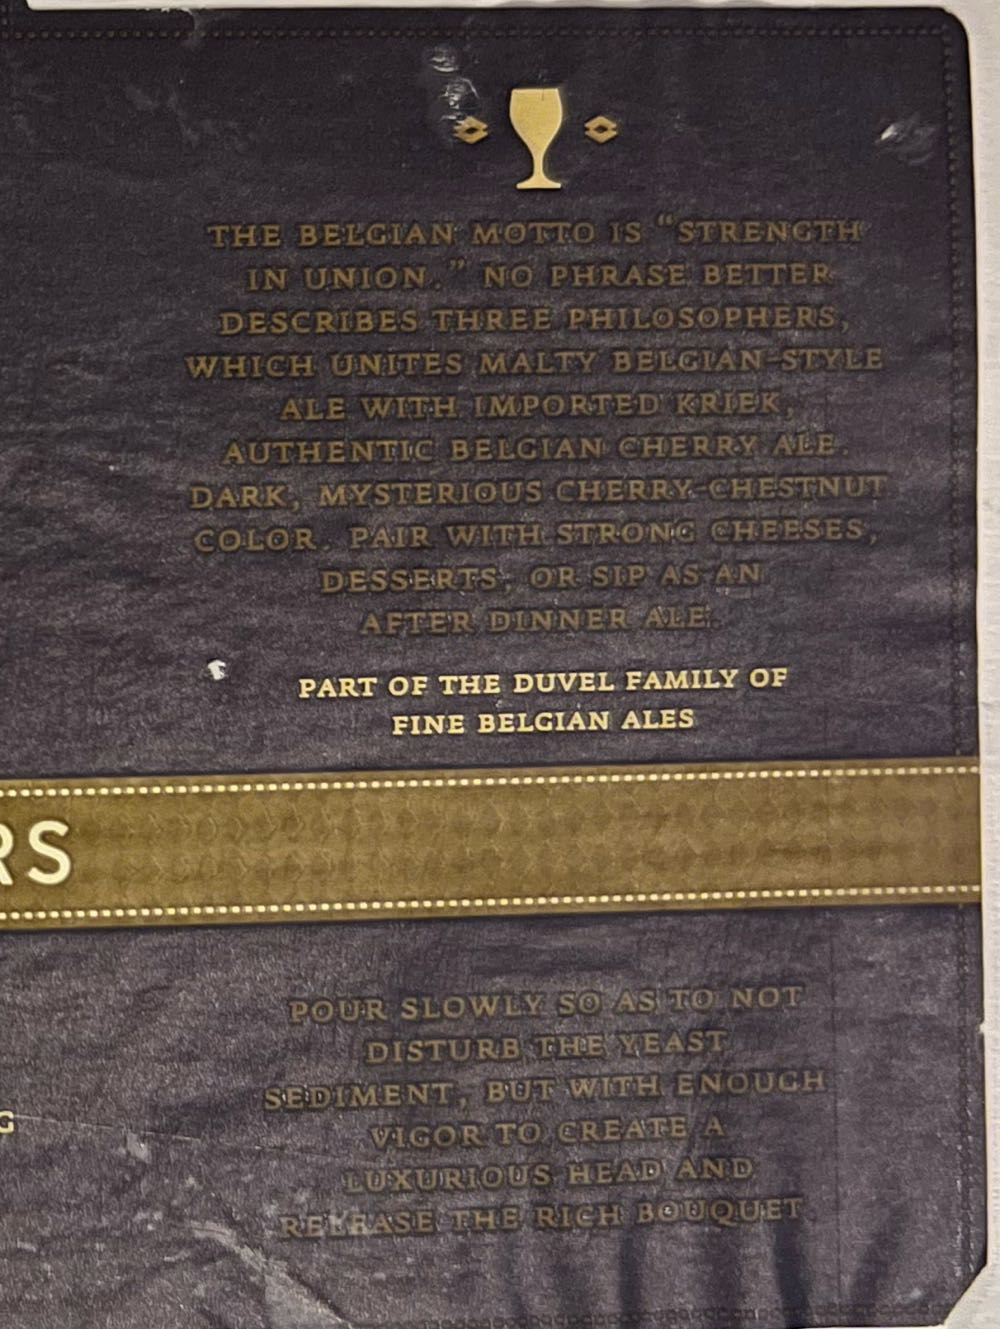 THE BELGIAN MOTTO IS “STRENGTH
IN UNION.” NO PHRASE BETTER
DESCRIBES THREE PHILOSOPHERS,
WHICH UNITES MALTY BELGIAN-STYLE
ALE WITH IMPORTED KRIEK,
AUTHENTIC BELGIAN CHERRY ALE.
DARK, MYSTERIOUS CHERRY-CHESTNUT
COLOR. PAIR WITH STRONG CHEESES,
DESSERTS, OR SIP AS AN
AFTER DINNER ALE.
PART OF THE DUVEL FAMILY OF
FINE BELGIAN ALES
RS
POUR SLOWLY SO AS TO NOT
DISTURB THE YEAST
SEDIMENT, BUT WITH ENOUGH
G
VIGOR TO CREATE A
LUXURIOUS HEAD AND
RELEASE THE RICH BOUQUET